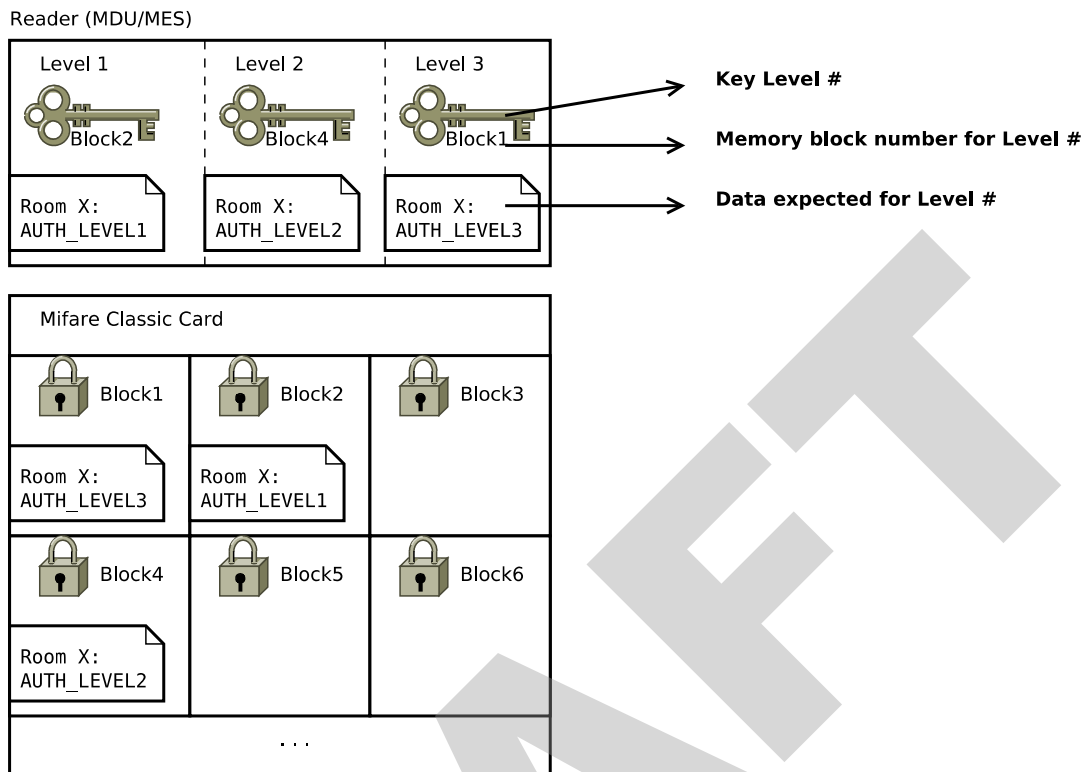 Reader (MDU/MES)
Level 1
Level 2
Level 3
Block2
Block4
Block1
Key Level #
Memory block number for Level #
Data expected for Level #
Room X:
AUTH_LEVEL1
Room X:
AUTH_LEVEL2
Room X:
AUTH_LEVEL3
Mifare Classic Card
Block1
Block2
Block3
Room X:
AUTH_LEVEL3
Room X:
AUTH_LEVEL1
Block4
Block5
Block6
Room X:
AUTH_LEVEL2
...
AFT